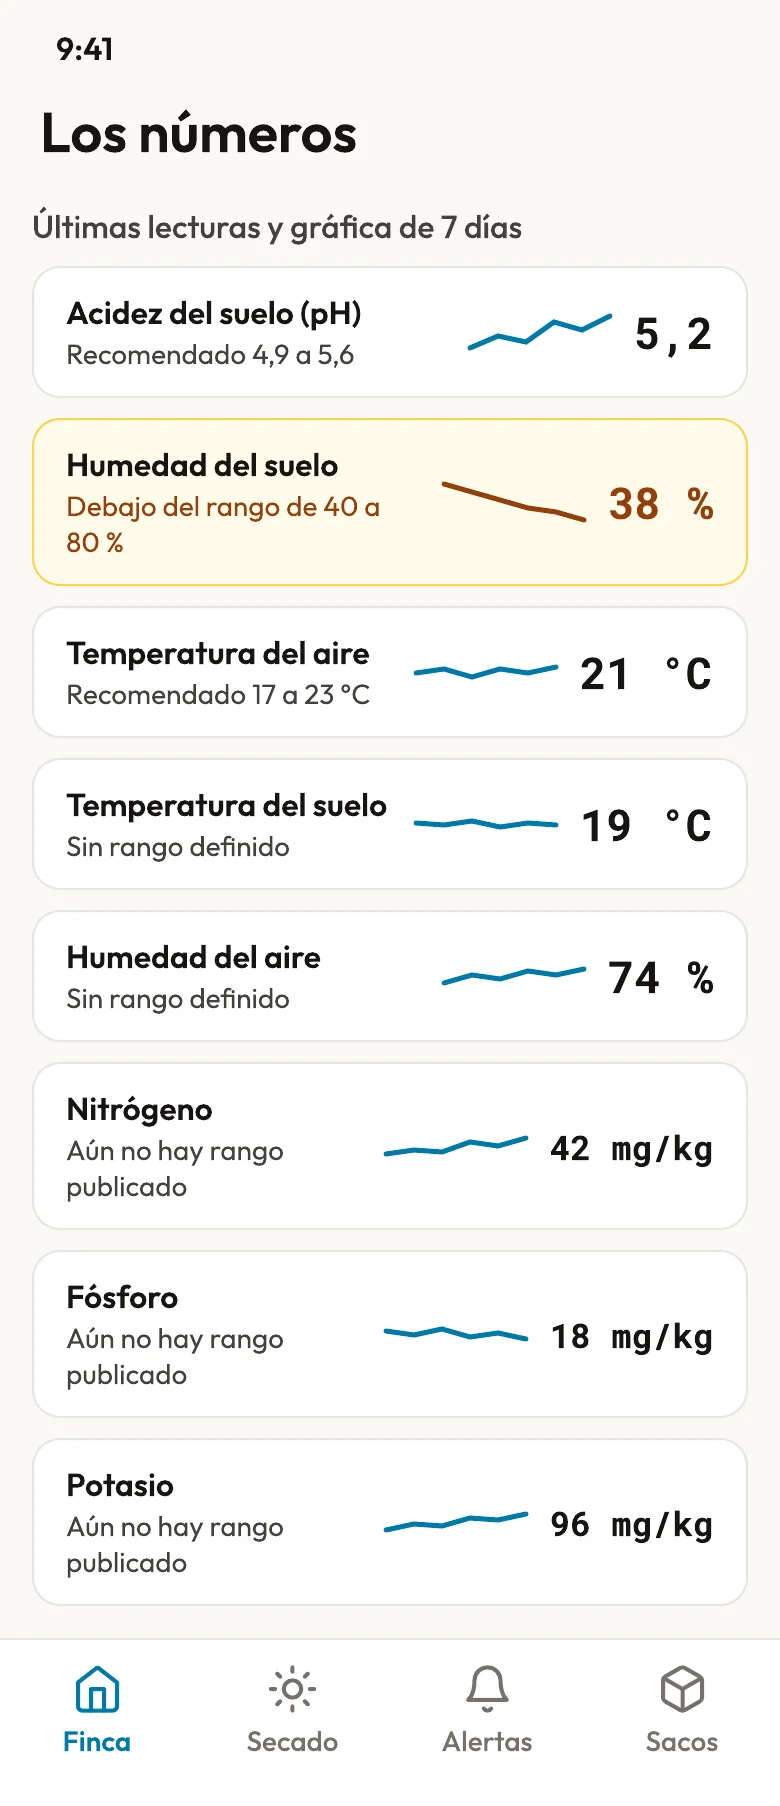 9:41
Los números
Últimas lecturas y gráfica de 7 días
Acidez del suelo (pH)
Recomendado 4,9 a 5,6
5,2
Humedad del suelo
Debajo del rango de 40 a
80 %
38 %
Temperatura del aire
Recomendado 17 a 23 °C
21 °C
Temperatura del suelo
Sin rango definido
19 °C
Humedad del aire
Sin rango definido
74 %
Nitrógeno
Aún no hay rango
publicado
42 mg/kg
Fósforo
Aún no hay rango
publicado
18 mg/kg
Potasio
Aún no hay rango
publicado
96 mg/kg
Finca
Secado
Alertas
Sacos